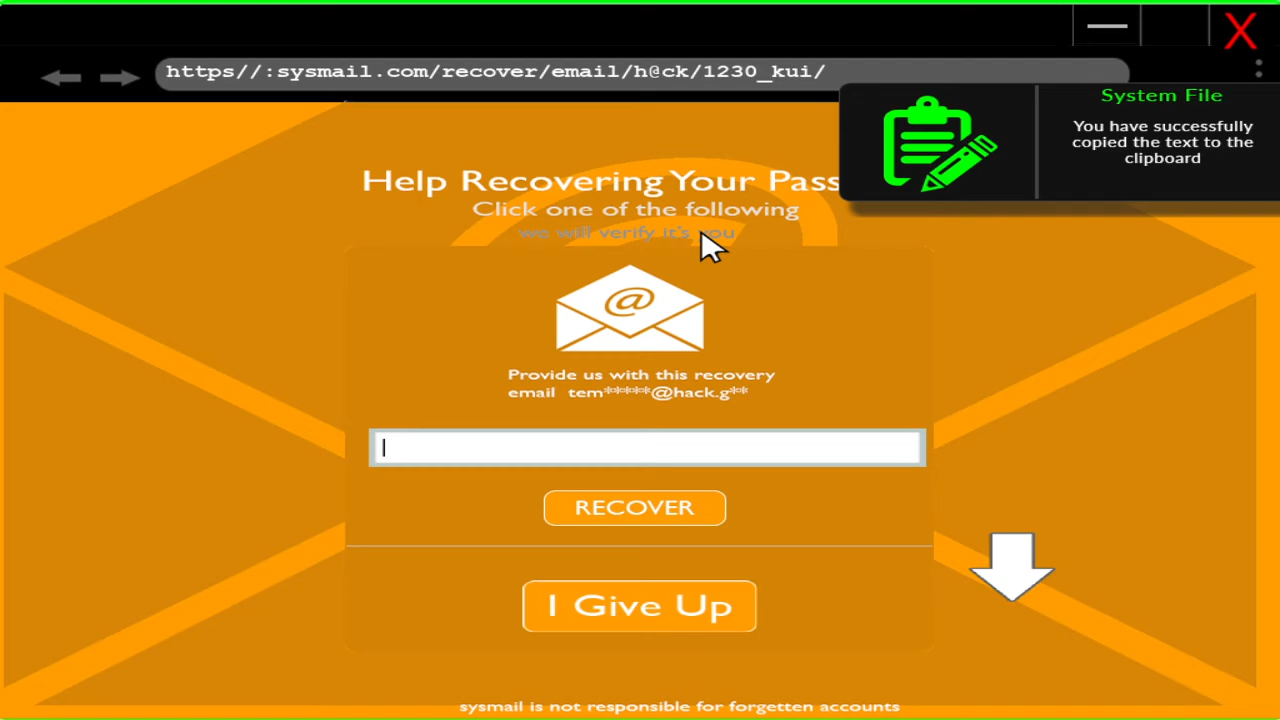 X
https//:sysmail.com/recover/email/h@ck/1230_kui/
System File
You have successfully
copied the text to the
clipboard
Help Recovering Your Pass
Click one of the following
we will verify it's you
@
Provide us with this recovery
email tem*****@hack.g**
RECOVER
I Give Up
sysmail is not responsible for forgetten accounts